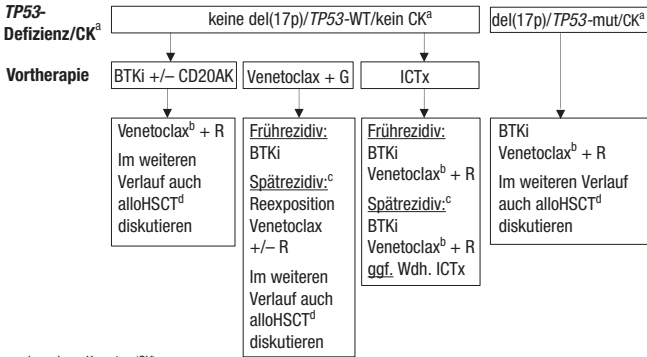 TP53-
Defizienz/CKa
keine del(17p)/TP53-WT/kein CKa
del(17p)/TP53-mut/CKa
Vortherapie
BTKi +/– CD20AK
Venetoclax + G
ICTx
Venetoclaxb + R
Im weiteren
Verlauf auch
alloHSCTd
diskutieren
Frührezidiv:
BTKi
Spätrezidiv:c
Reexposition
Venetoclax
+/– R
Im weiteren
Verlauf auch
alloHSCTd
diskutieren
Frührezidiv:
BTKi
Venetoclaxb + R
Spätrezidiv:c
BTKi
Venetoclaxb + R
ggf. Wdh. ICTx
BTKi
Venetoclaxb + R
Im weiteren Verlauf
auch alloHSCTd
diskutieren